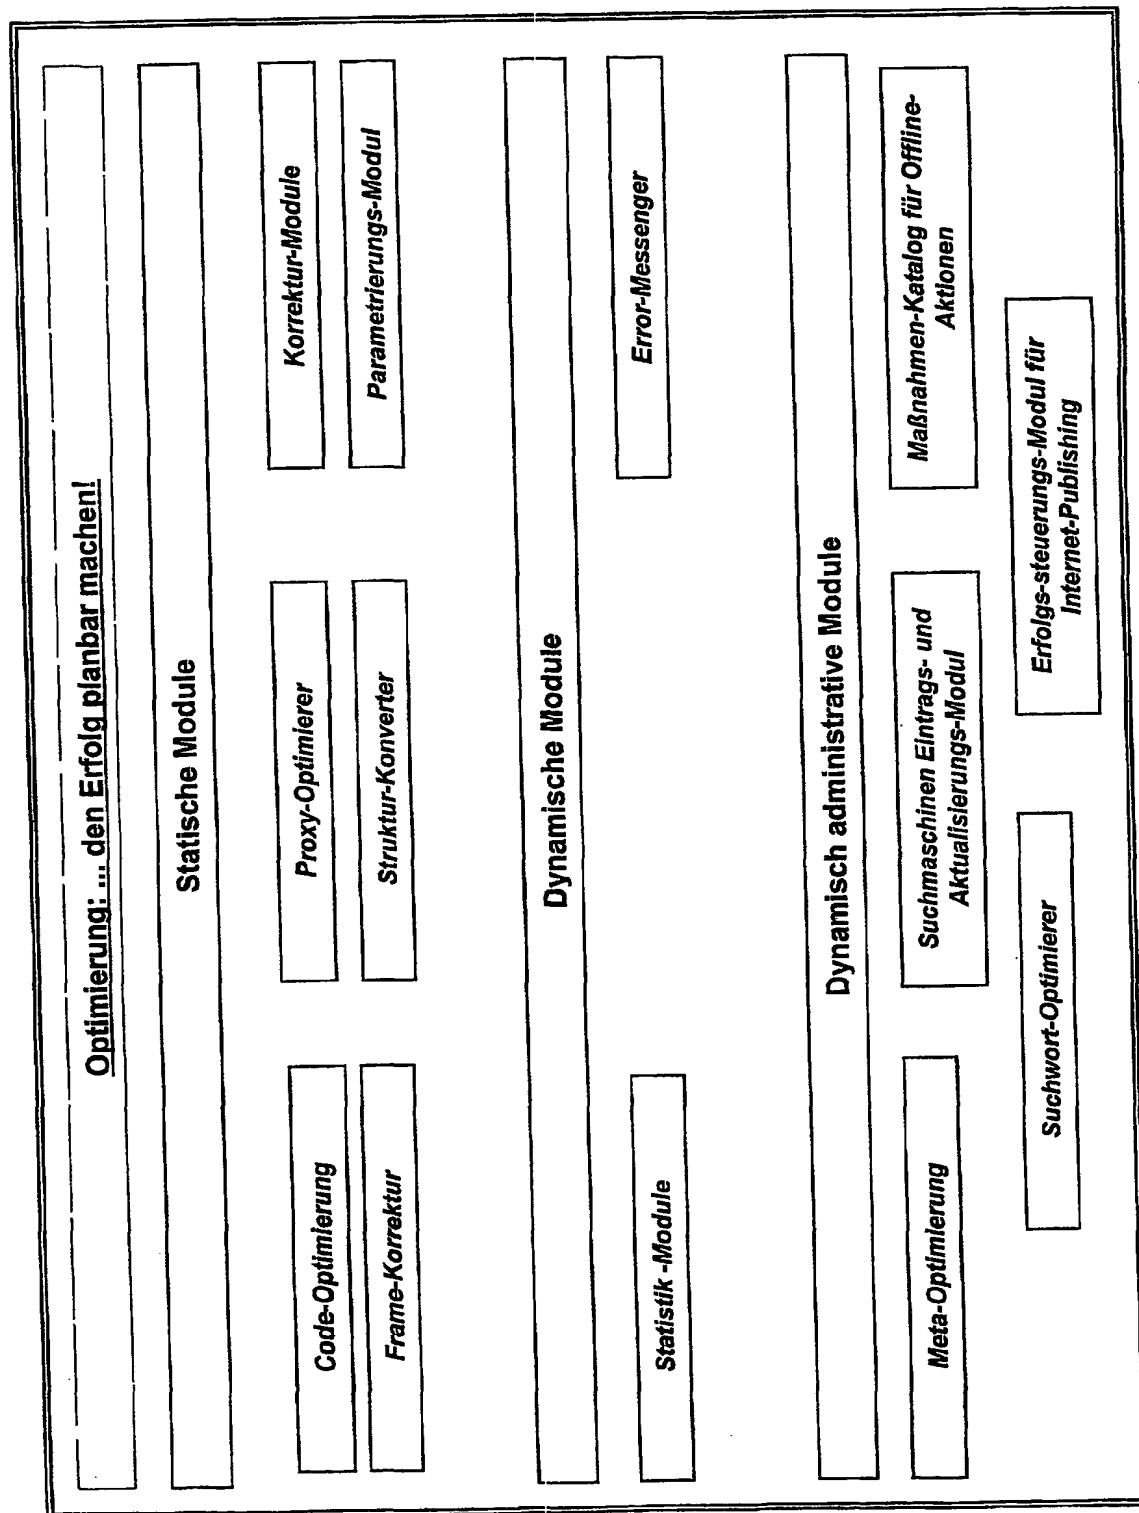 Optimierung: ... den Erfolg planbar machen!
Statische Module
Code-Optimierung
Proxy-Optimierer
Korrektur-Module
Frame-Korrektur
Struktur-Konverter
Parametrierungs-Modul
Dynamische Module
Statistik -Module
Error-Messenger
Dynamisch administrative Module
Meta-Optimierung
Suchmaschinen Eintrags- und
Aktualisierungs-Modul
Maßnahmen-Katalog für Offline-
Aktionen
Suchwort-Optimierer
Erfolgs-steuerungs-Modul für
Internet-Publishing